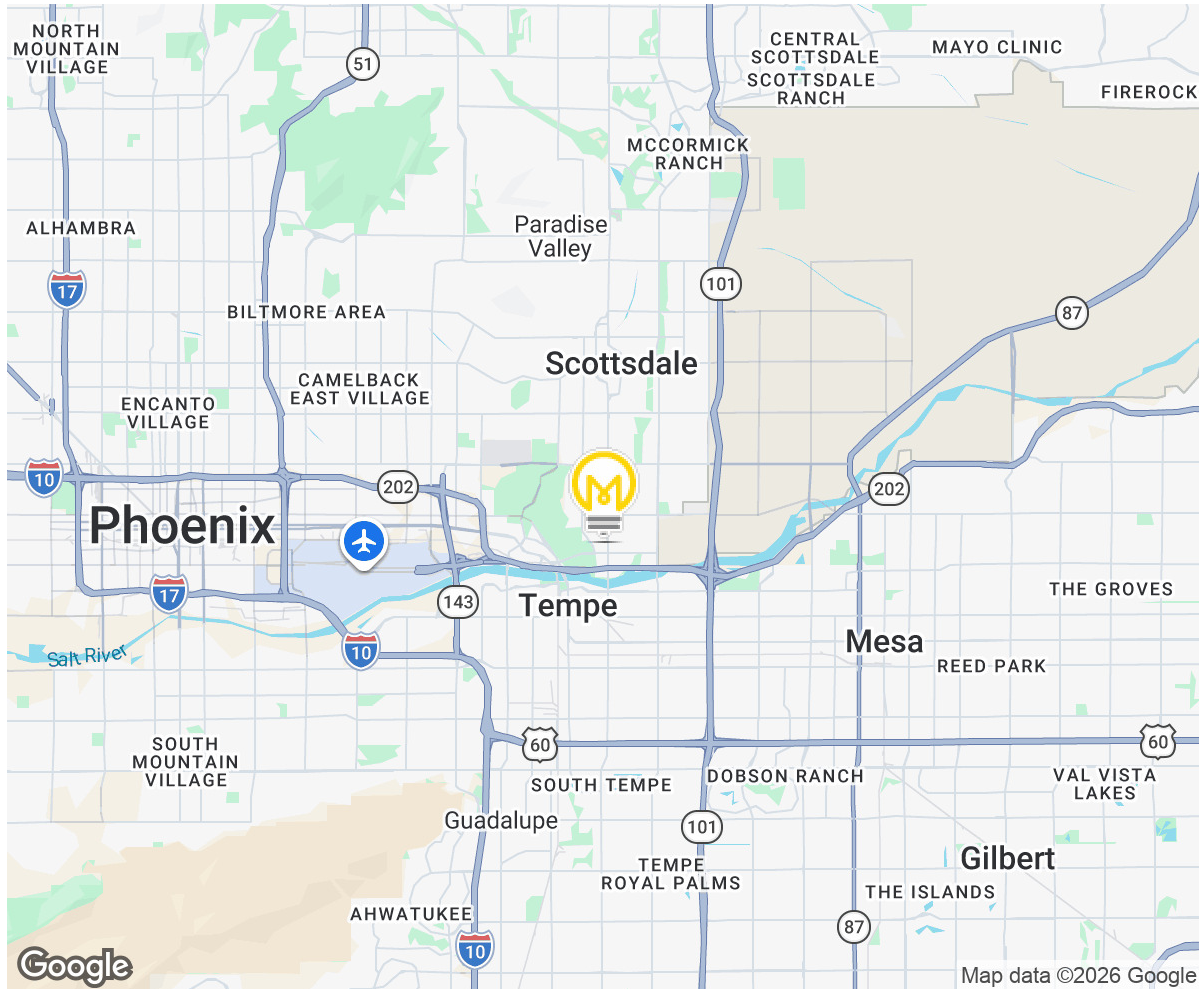 NORTH
MOUNTAIN
VILLAGE
51
CENTRAL
SCOTTSDALE
MAYO CLINIC
SCOTTSDALE
RANCH
FIREROCK
MCCORMICK
RANCH
ALHAMBRA
Paradise
Valley
17
101
87
BILTMORE AREA
Scottsdale
CAMELBACK
EAST VILLAGE
ENCANTO
VILLAGE
10
202
M
202
Phoenix
17
143
Tempe
THE GROVES
Salt River
10
Mesa
REED PARK
60
60
SOUTH
MOUNTAIN
VILLAGE
SOUTH TEMPE
DOBSON RANCH
VAL VISTA
LAKES
Guadalupe
101
Gilbert
TEMPE
ROYAL PALMS
THE ISLANDS
AHWATUKEE
87
10
Google
Map data ©2026 Google